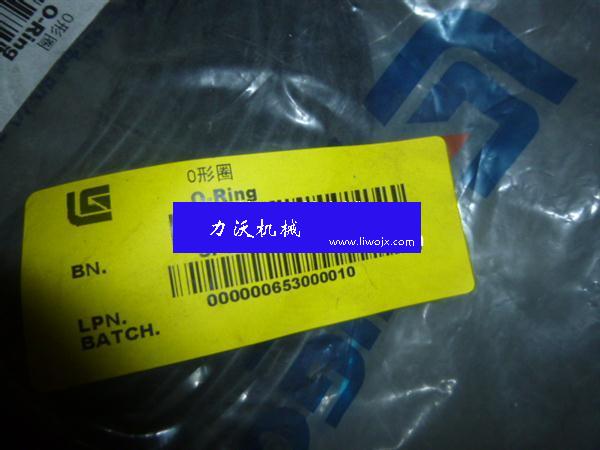 O形圈
O-Ring
O形圈
O-Ring
力沃机械
www.liwojx.com
BN.
000000653000010
LPN.
BATCH.